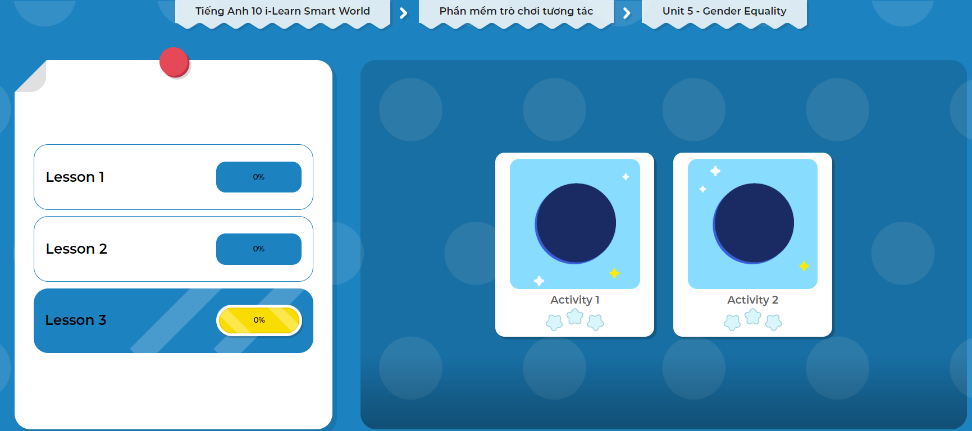 Tiếng Anh 10 i-Learn Smart World
Phần mềm trò chơi tương tác
Unit 5 - Gender Equality
Lesson 1
0%
Lesson 2
0%
Lesson 3
0%
Activity 1
Activity 2